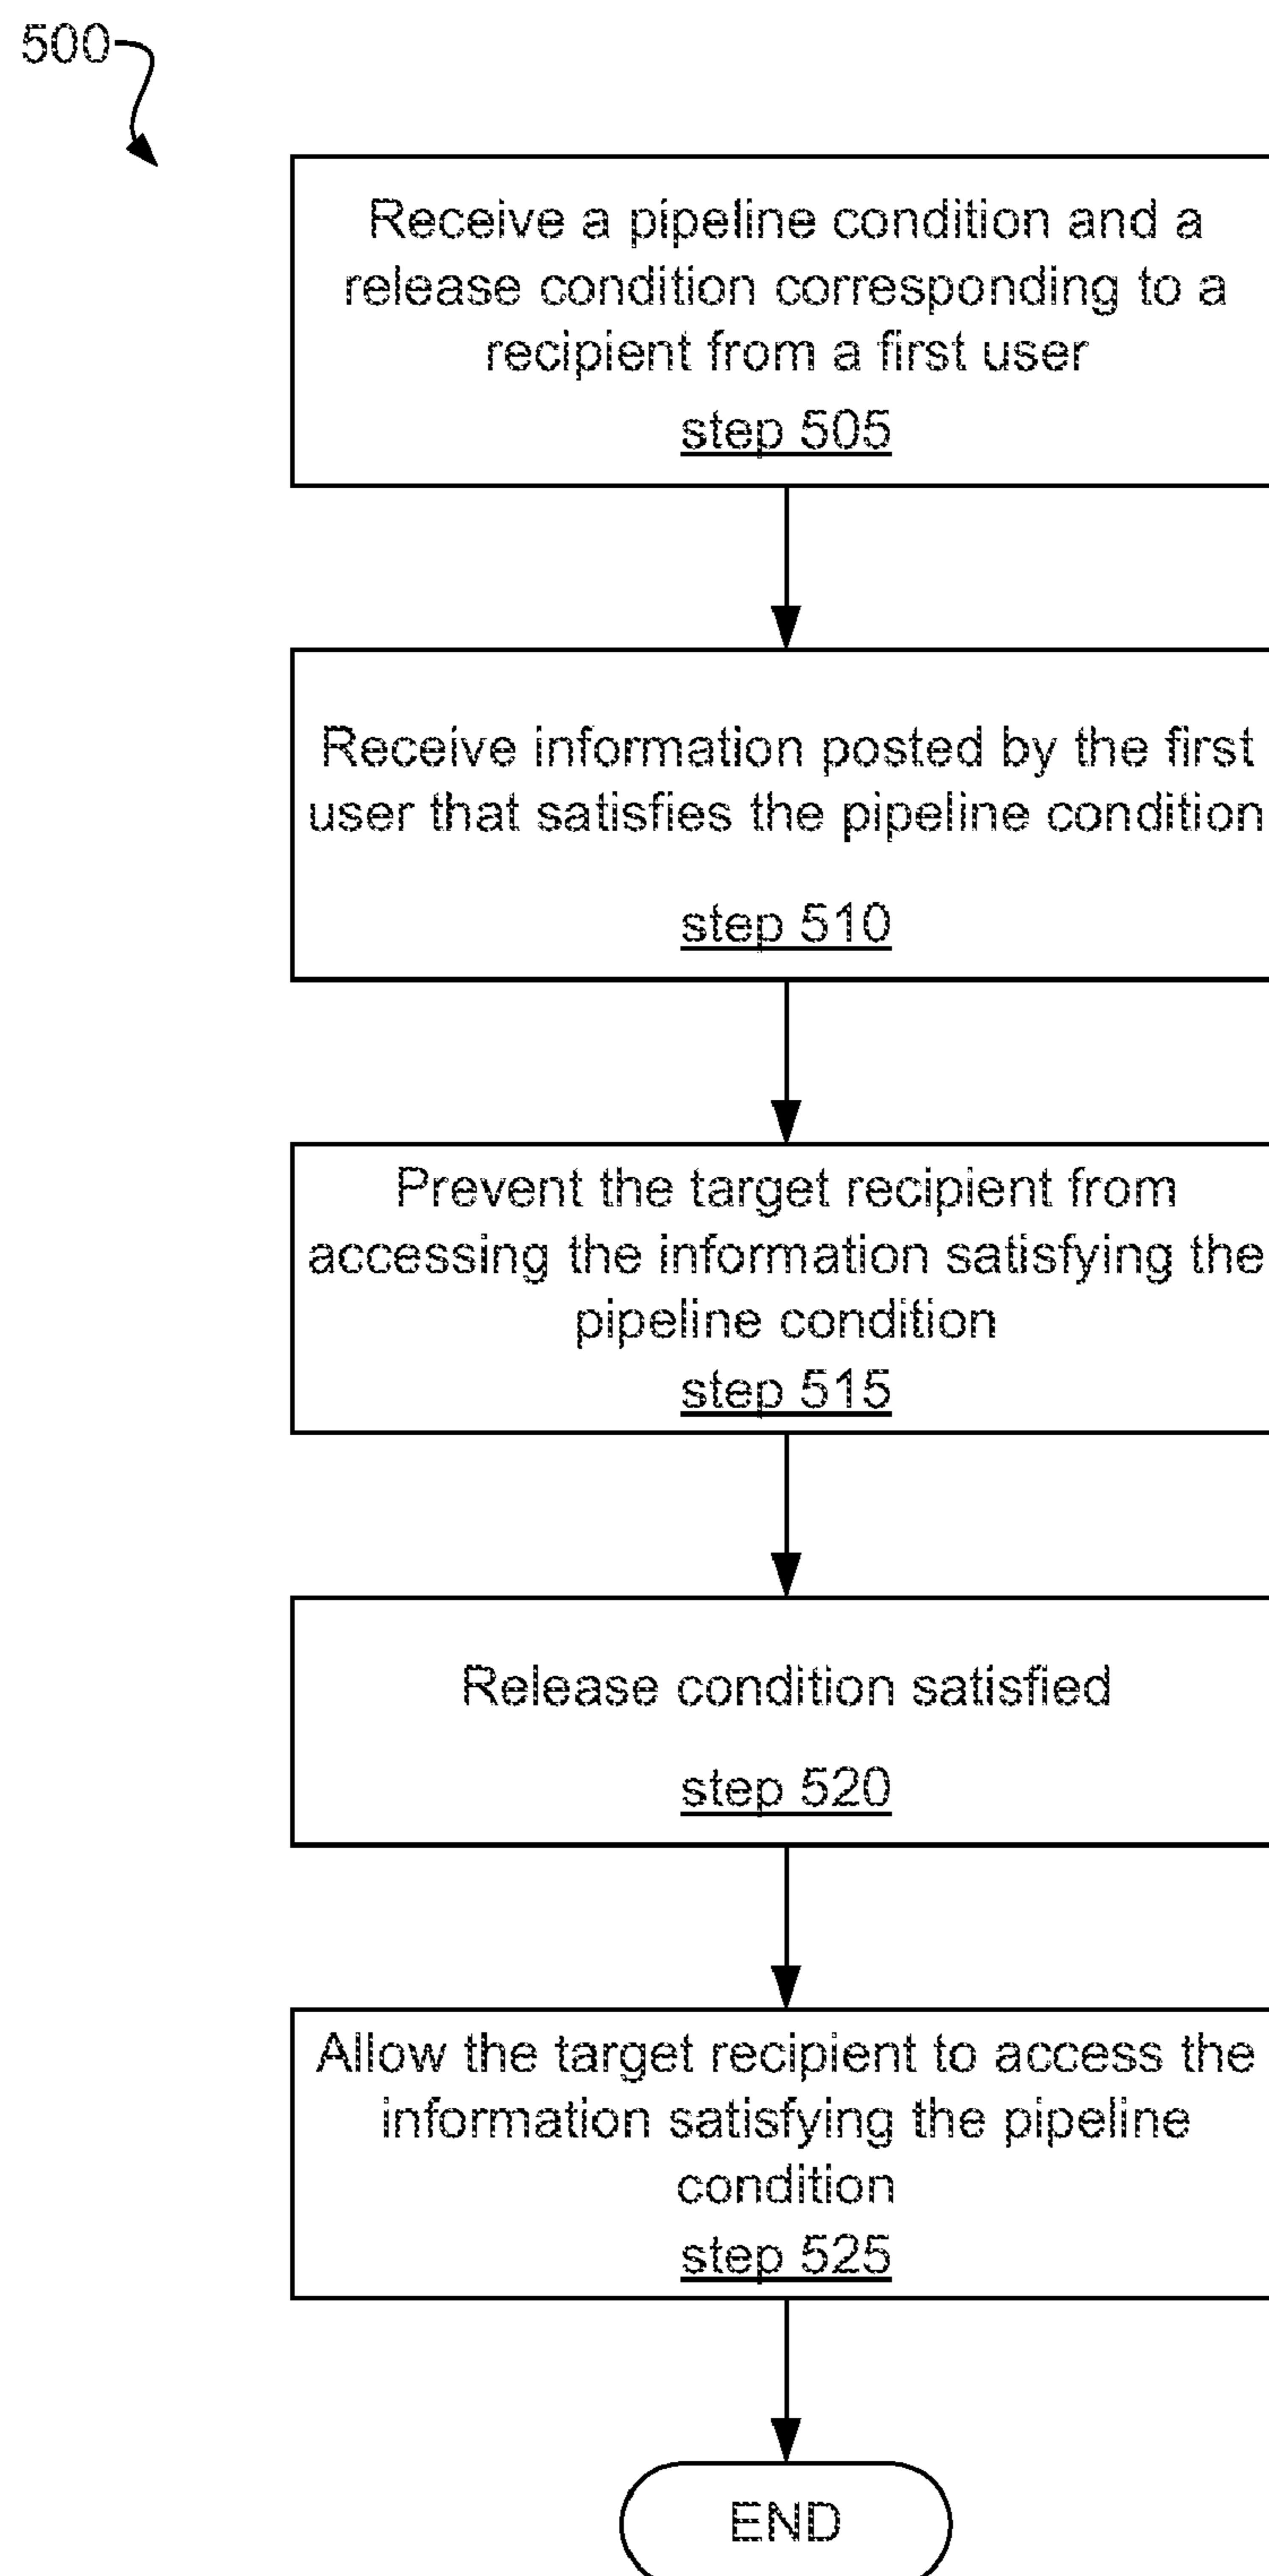 500
Receive a pipeline condition and a
release condition corresponding to a
recipient from a first user
step 505
Receive information posted by the first
user that satisfies the pipeline condition
step 510
Prevent the target recipient from
accessing the information satisfying the
pipeline condition
step 515
Release condition satisfied
step 520
Allow the target recipient to access the
information satisfying the pipeline
condition
step 525
END